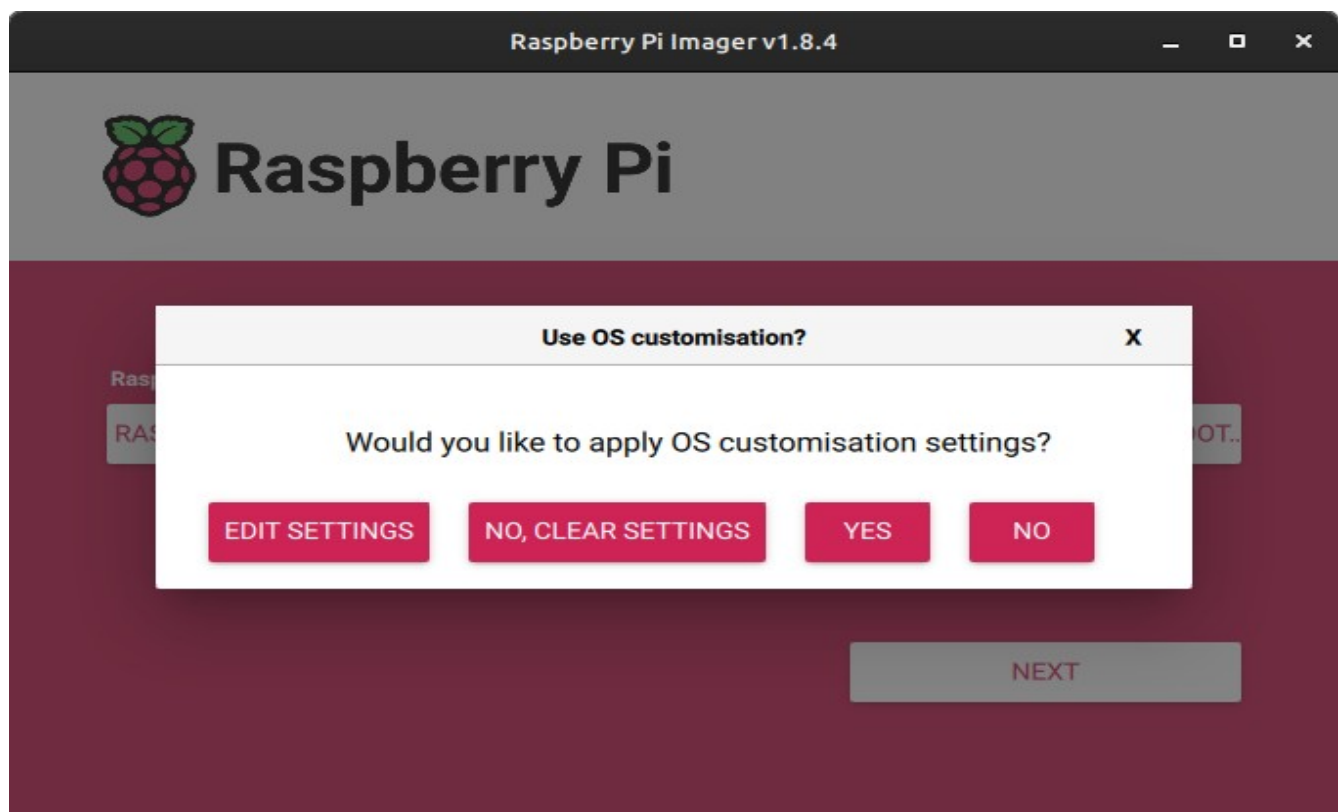 Raspberry Pi Imager v1.8.4
Raspberry Pi
Use OS customisation?
X
Would you like to apply OS customisation settings?
EDIT SETTINGS
NO, CLEAR SETTINGS
YES
NO
NEXT